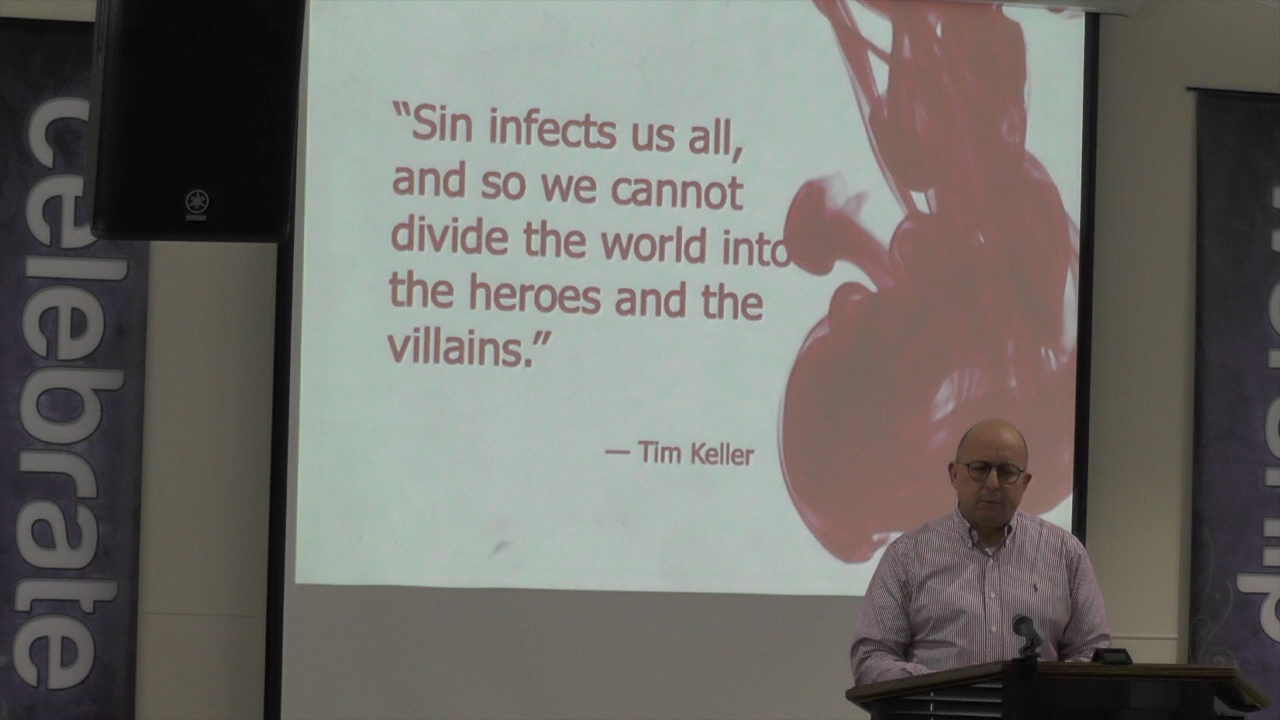 celebrate
YAMAHA
“Sin infects us all,
and so we cannot
divide the world into
the heroes and the
villains.”
— Tim Keller